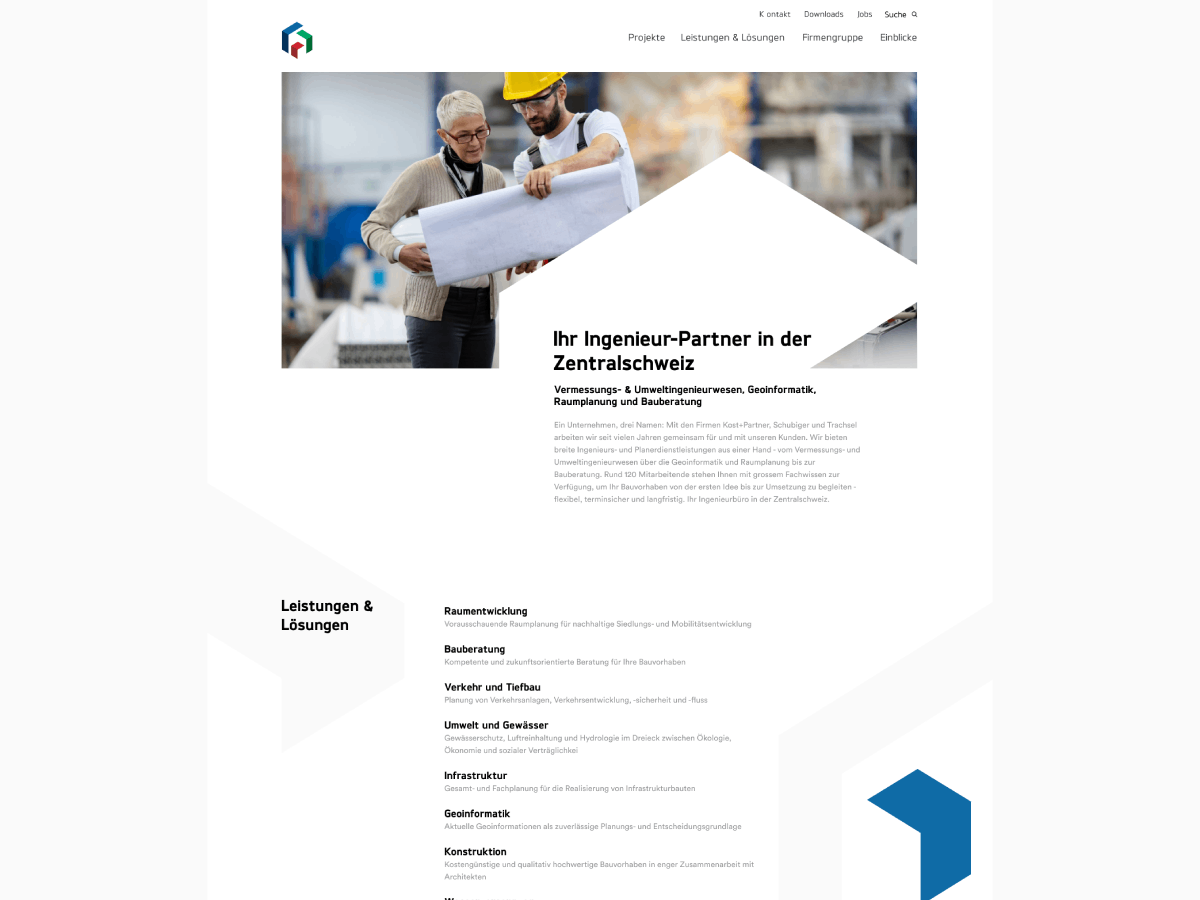 K ontakt Downloads Jobs Suche
Projekte Leistungen & Lösungen Firmengruppe Einblicke
Ihr Ingenieur-Partner in der
Zentralschweiz
Vermessungs- & Umweltingenieurwesen, Geoinformatik,
Raumplanung und Bauberatung
Ein Unternehmen, drei Namen: Mit den Firmen Kost+Partner, Schubiger und Trachsel
arbeiten wir seit vielen Jahren gemeinsam für und mit unseren Kunden. Wir bieten
breite Ingenieurs- und Planerdienstleistungen aus einer Hand - vom Vermessungs- und
Umweltingenieurwesen über die Geoinformatik und Raumplanung bis zur
Bauberatung. Rund 120 Mitarbeitende stehen Ihnen mit grossem Fachwissen zur
Verfügung, um Ihr Bauvorhaben von der ersten Idee bis zur Umsetzung zu begleiten -
flexibel, terminsicher und langfristig. Ihr Ingenieurbüro in der Zentralschweiz.
Leistungen &
Lösungen
Raumentwicklung
Vorausschauende Raumplanung für nachhaltige Siedlungs- und Mobilitätsentwicklung
Bauberatung
Kompetente und zukunftsorientierte Beratung für Ihre Bauvorhaben
Verkehr und Tiefbau
Planung von Verkehrsanlagen, Verkehrsentwicklung, -sicherheit und -fluss
Umwelt und Gewässer
Gewässerschutz, Luftreinhaltung und Hydrologie im Dreieck zwischen Ökologie,
Ökonomie und sozialer Verträglichkei
Infrastruktur
Gesamt- und Fachplanung für die Realisierung von Infrastrukturbauten
Geoinformatik
Aktuelle Geoinformationen als zuverlässige Planungs- und Entscheidungsgrundlage
Konstruktion
Kostengünstige und qualitativ hochwertige Bauvorhaben in enger Zusammenarbeit mit
Architekten